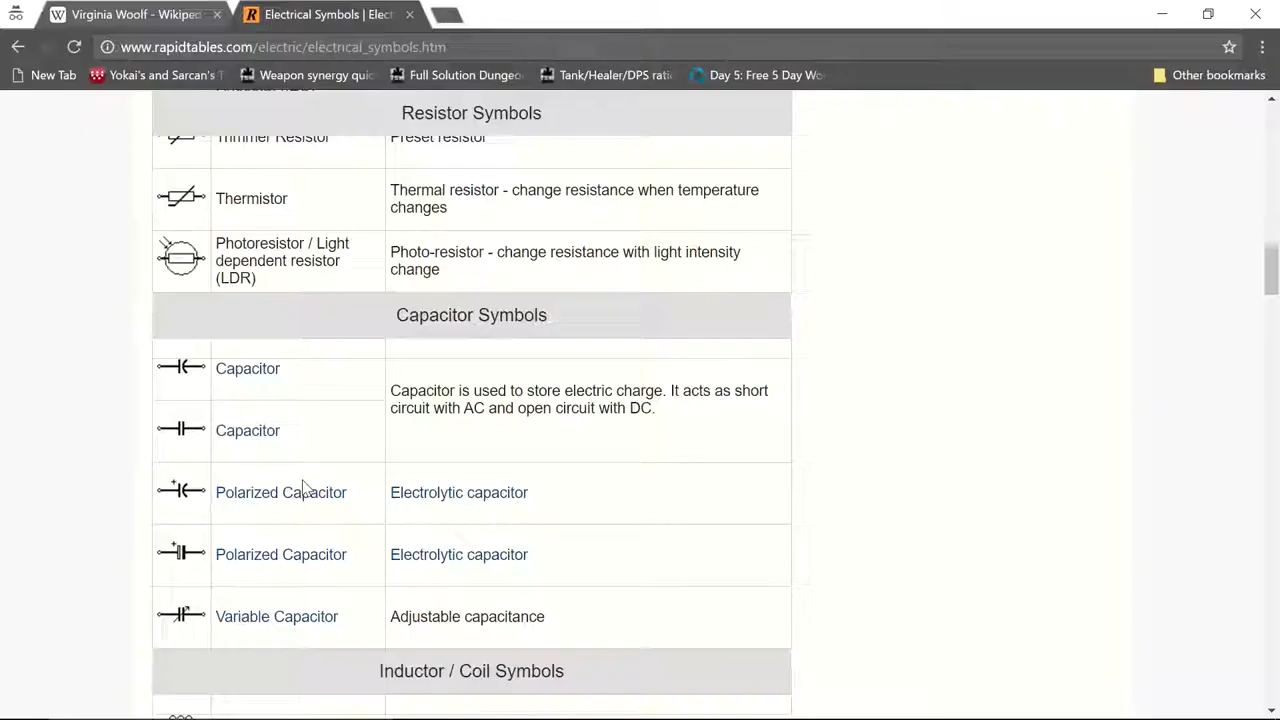 Virginia Woolf - Wikiped
Electrical Symbols | Elect
www.rapidtables.com/electric/electrical_symbols.htm
New Tab
Yokai's and Sarcan's T
Weapon synergy quic
Full Solution Dungeo
Tank/Healer/DPS ratio
Day 5: Free 5 Day Wo
Other bookmarks
Resistor Symbols
Trimmer Resistor
Preset resistor
Thermistor
Thermal resistor - change resistance when temperature
changes
Photoresistor / Light
dependent resistor
(LDR)
Photo-resistor - change resistance with light intensity
change
Capacitor Symbols
Capacitor
Capacitor is used to store electric charge. It acts as short
circuit with AC and open circuit with DC.
Capacitor
Polarized Capacitor
Electrolytic capacitor
Polarized Capacitor
Electrolytic capacitor
Variable Capacitor
Adjustable capacitance
Inductor / Coil Symbols